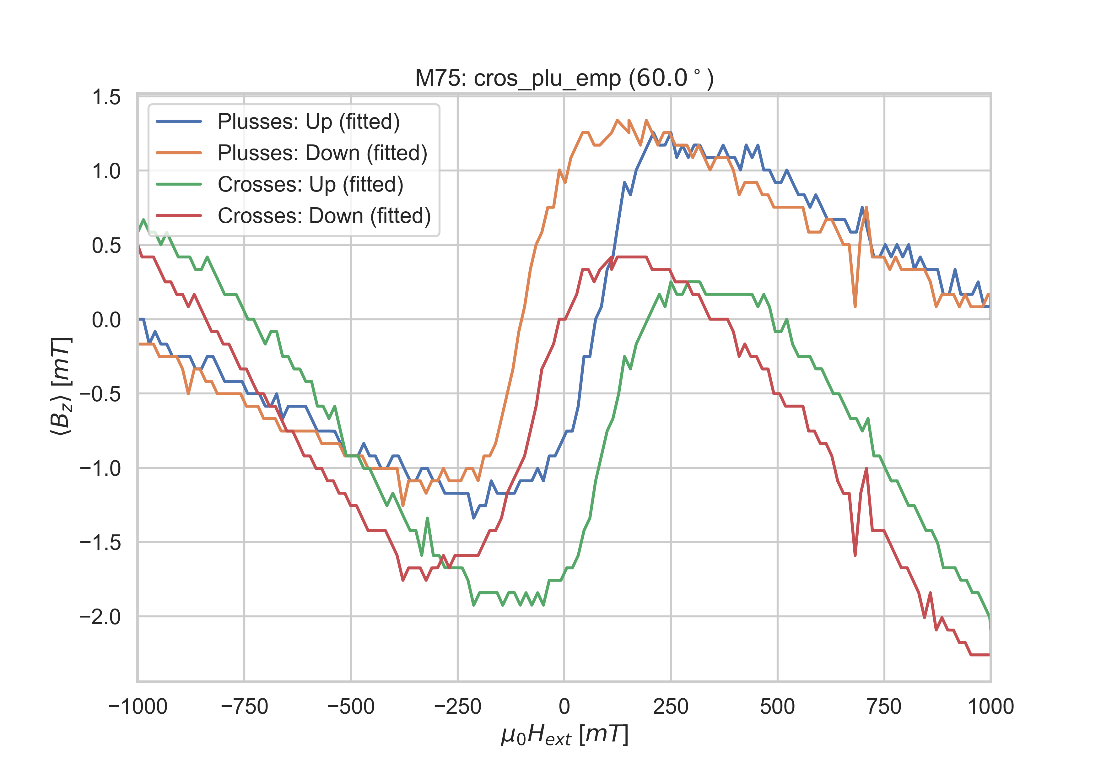 M75: cros_plu_emp (60.0°)
1.5
1.0
0.5
0.0
−0.5
−1.0
−1.5
−2.0
⟨B_z⟩ [mT]
Plusses: Up (fitted)
Plusses: Down (fitted)
Crosses: Up (fitted)
Crosses: Down (fitted)
−1000 −750 −500 −250 0 250 500 750 1000
μ₀H_ext [mT]